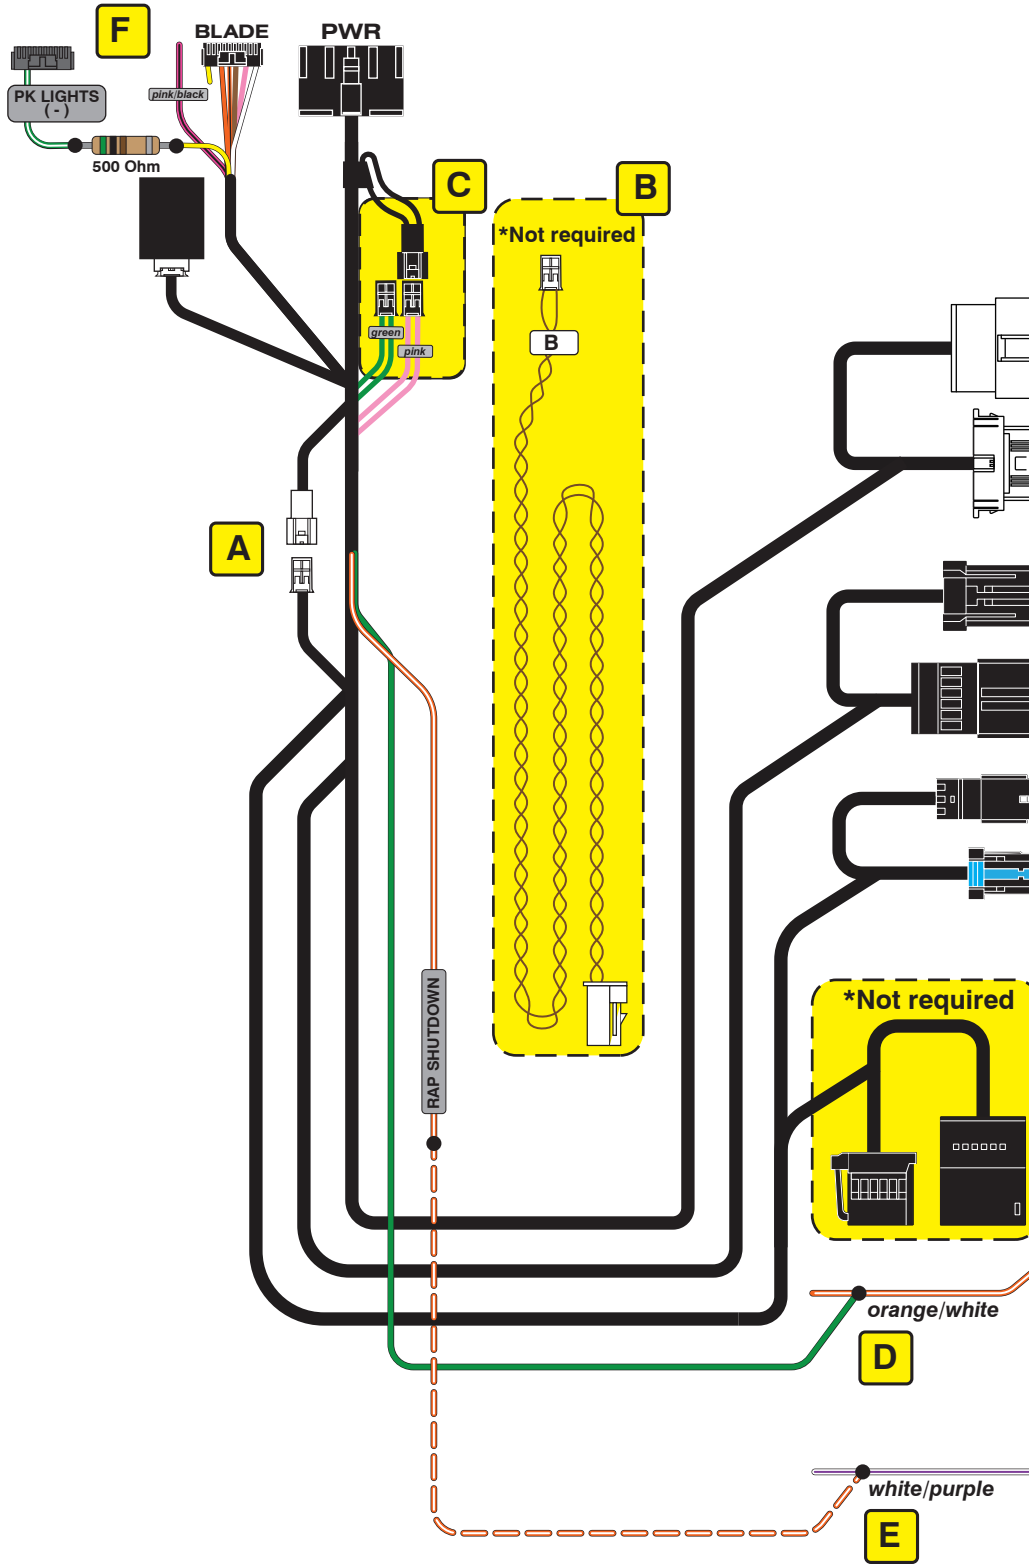 F
BLADE
PWR
PK LIGHTS
( - )
pink/black
500 Ohm
C
B
*Not required
green
pink
B
A
RAP SHUTDOWN
*Not required
orange/white
D
white/purple
E